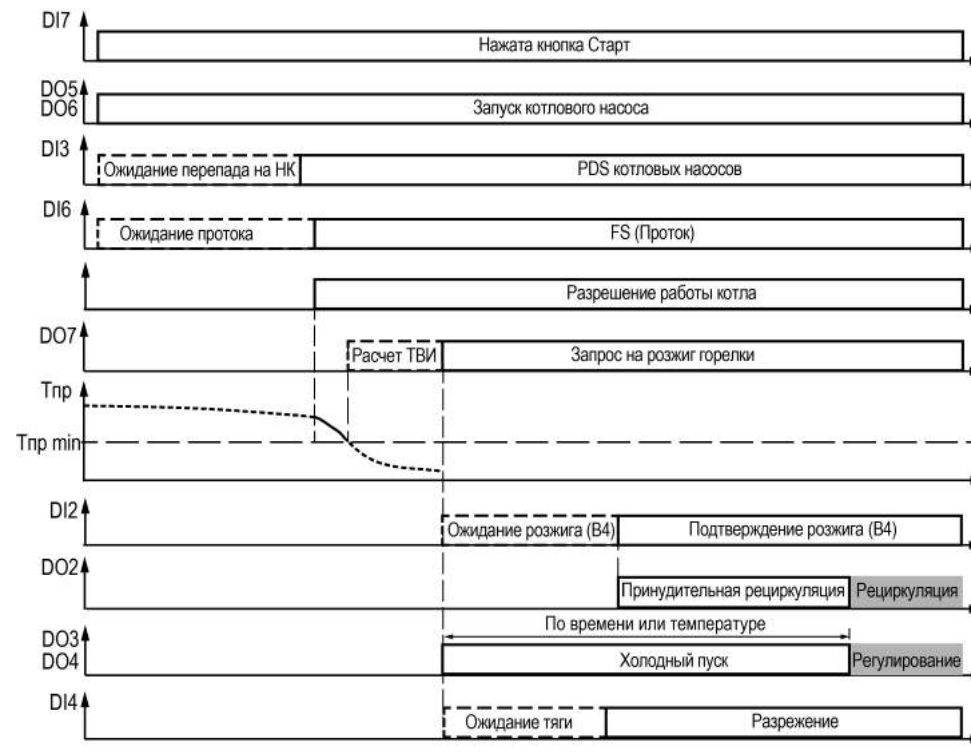 DI7
Нажата кнопка Старт
DO5
DO6
Запуск котлового насоса
DI3
Ожидание перепада на НК
PDS котловых насосов
DI6
Ожидание протока
FS (Проток)
Разрешение работы котла
DO7
Расчет ТВИ
Запрос на розжиг горелки
Тпр
Тпр min
DI2
Ожидание розжига (В4)
Подтверждение розжига (В4)
DO2
Принудительная рециркуляция
Рециркуляция
По времени или температуре
DO3
DO4
Холодный пуск
Регулирование
DI4
Ожидание тяги
Разрежение